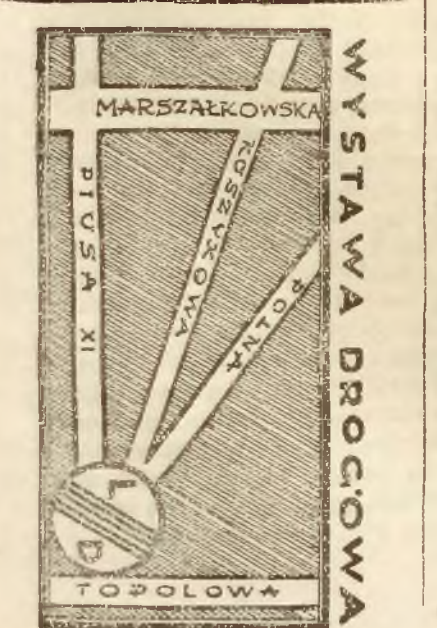 WYSTAWA DROGOWA
MARSZAŁKOWSKA
PIUSA XI
KOSZYKOWA
POLNA
L
D
TOPOLOWA